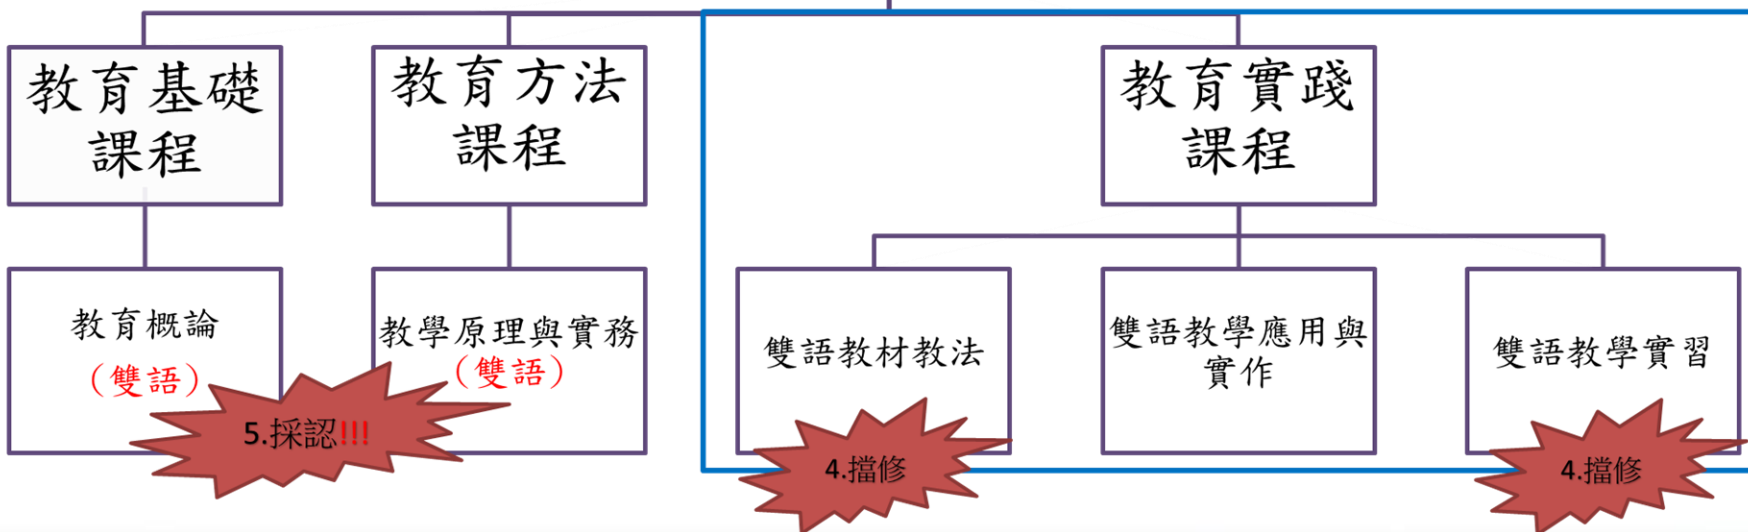 教育基礎
課程
教育方法
課程
教育實踐
課程
教育概論
(雙語)
教學原理與實務
(雙語)
雙語教材教法
雙語教學應用與
實作
雙語教學實習
5.採認!!!
4.擋修
4.擋修